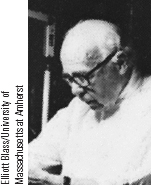 Elliott Blass/University of
Massachusetts at Amherst